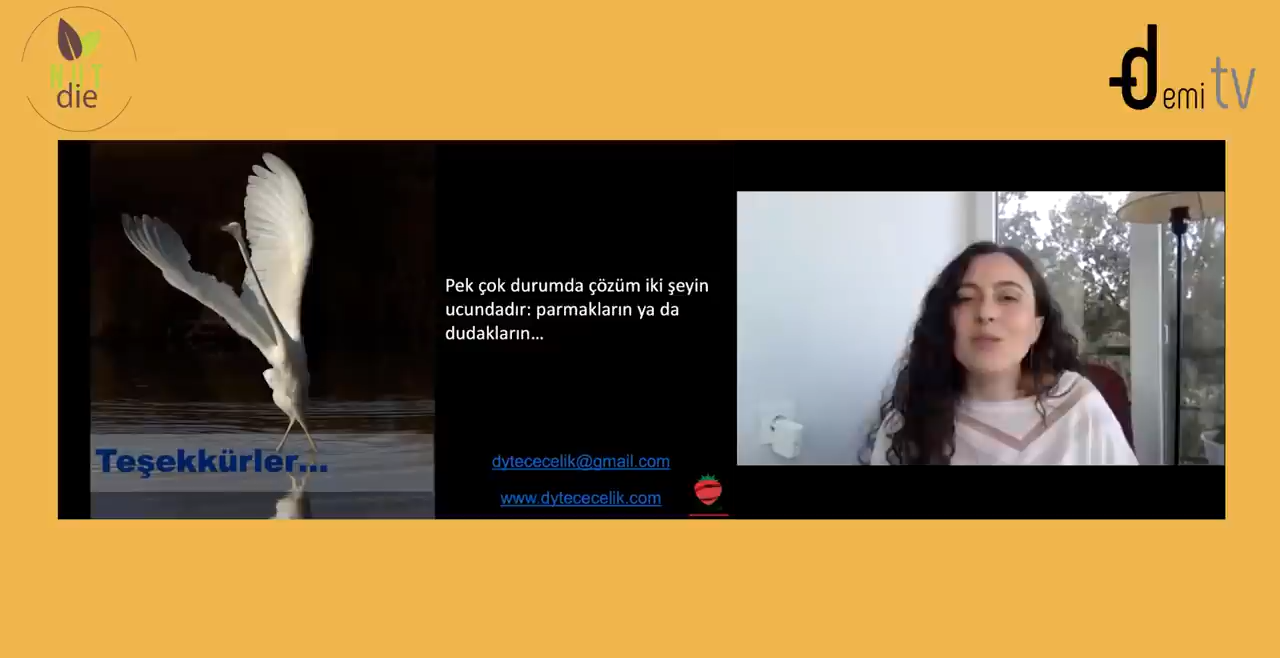 NUT
die
demi tv
Pek çok durumda çözüm iki şeyin
ucundadır: parmakların ya da
dudakların...
Teşekkürler...
dytececelik@gmail.com
www.dytececelik.com